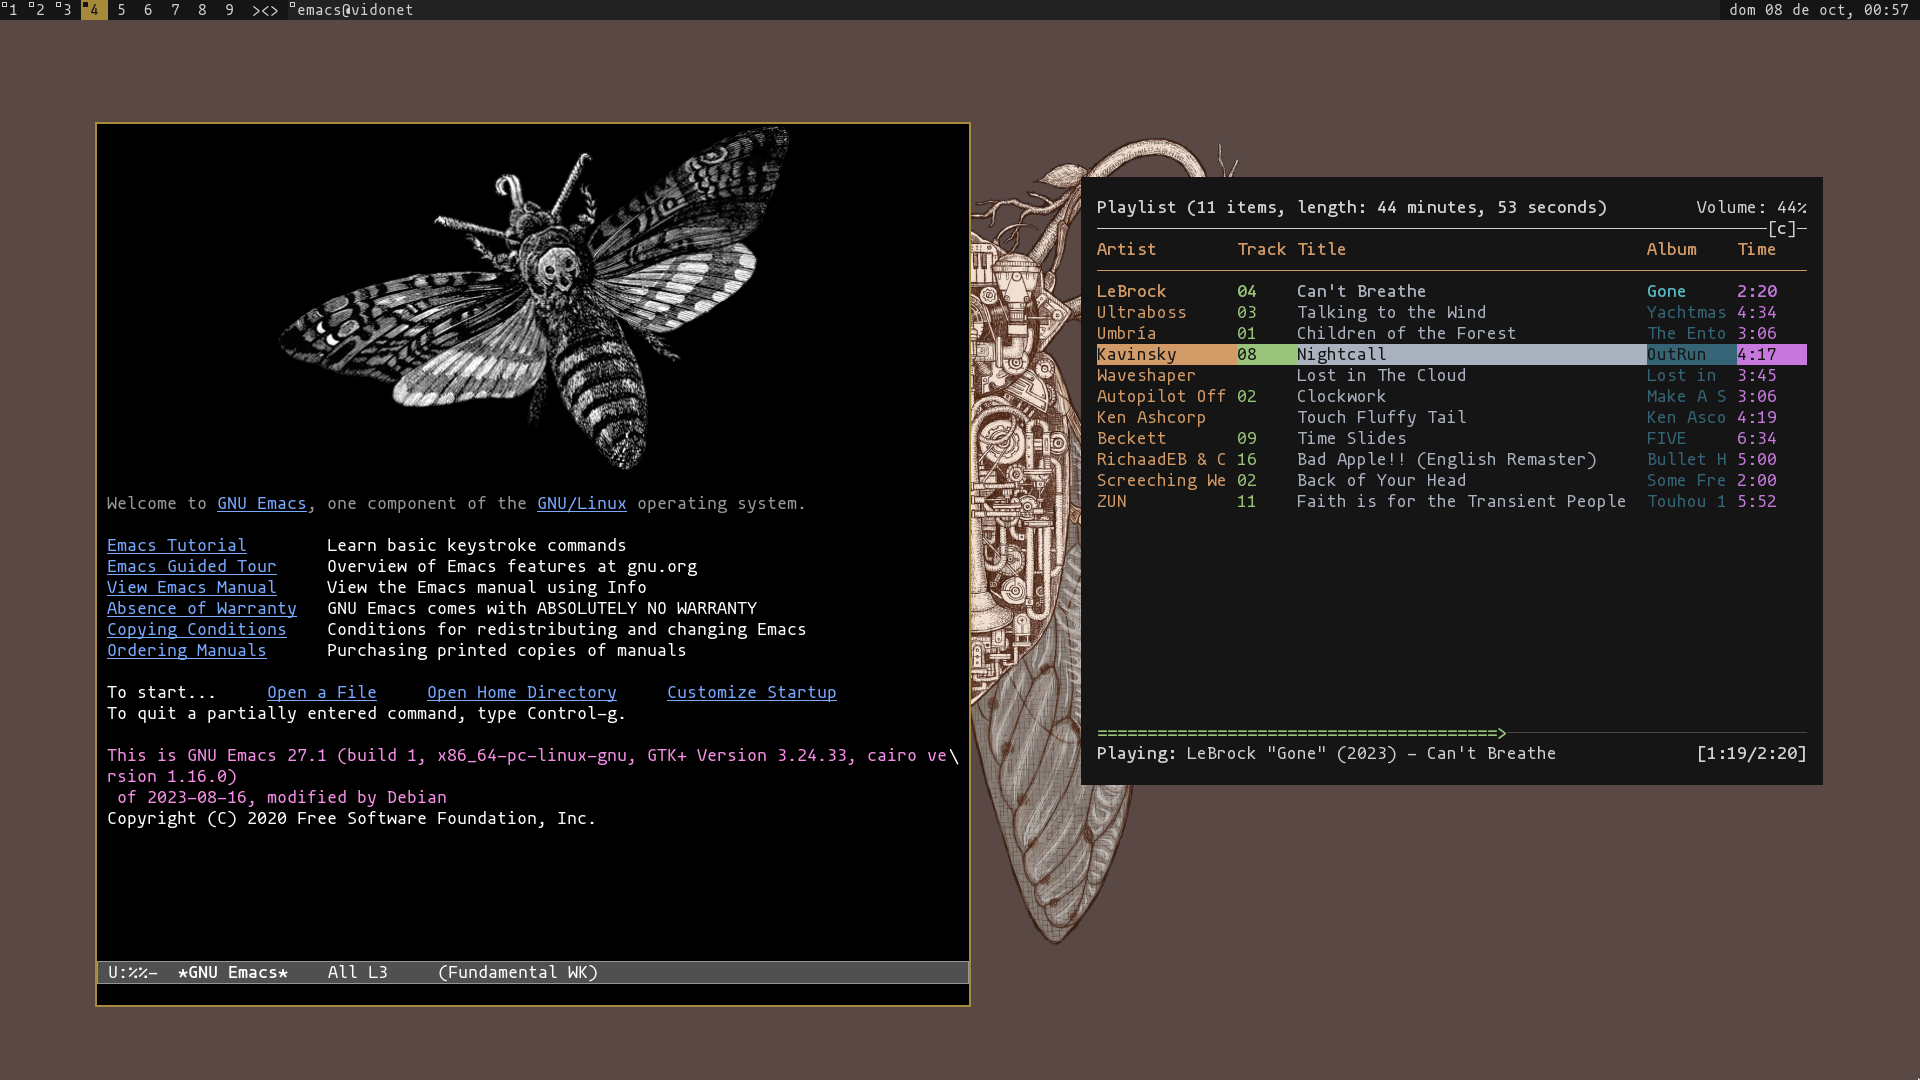 1 2 3 4 5 6 7 8 9 ><> emacs@vidonet dom 08 de oct, 00:57
Welcome to GNU Emacs, one component of the GNU/Linux operating system.
Emacs Tutorial Learn basic keystroke commands
Emacs Guided Tour Overview of Emacs features at gnu.org
View Emacs Manual View the Emacs manual using Info
Absence of Warranty GNU Emacs comes with ABSOLUTELY NO WARRANTY
Copying Conditions Conditions for redistributing and changing Emacs
Ordering Manuals Purchasing printed copies of manuals
To start... Open a File Open Home Directory Customize Startup
To quit a partially entered command, type Control-g.
This is GNU Emacs 27.1 (build 1, x86_64-pc-linux-gnu, GTK+ Version 3.24.33, cairo ve\
rsion 1.16.0)
of 2023-08-16, modified by Debian
Copyright (C) 2020 Free Software Foundation, Inc.
U:%%- *GNU Emacs* All L3 (Fundamental WK)
Playlist (11 items, length: 44 minutes, 53 seconds) Volume: 44%
[c]
Artist Track Title Album Time
LeBrock 04 Can't Breathe Gone 2:20
Ultraboss 03 Talking to the Wind Yachtmas 4:34
Umbría 01 Children of the Forest The Ento 3:06
Kavinsky 08 Nightcall OutRun 4:17
Waveshaper Lost in The Cloud Lost in 3:45
Autopilot Off 02 Clockwork Make A S 3:06
Ken Ashcorp Touch Fluffy Tail Ken Asco 4:19
Beckett 09 Time Slides FIVE 6:34
RichaadEB & C 16 Bad Apple!! (English Remaster) Bullet H 5:00
Screeching We 02 Back of Your Head Some Fre 2:00
ZUN 11 Faith is for the Transient People Touhou 1 5:52
========================================>
Playing: LeBrock "Gone" (2023) - Can't Breathe [1:19/2:20]